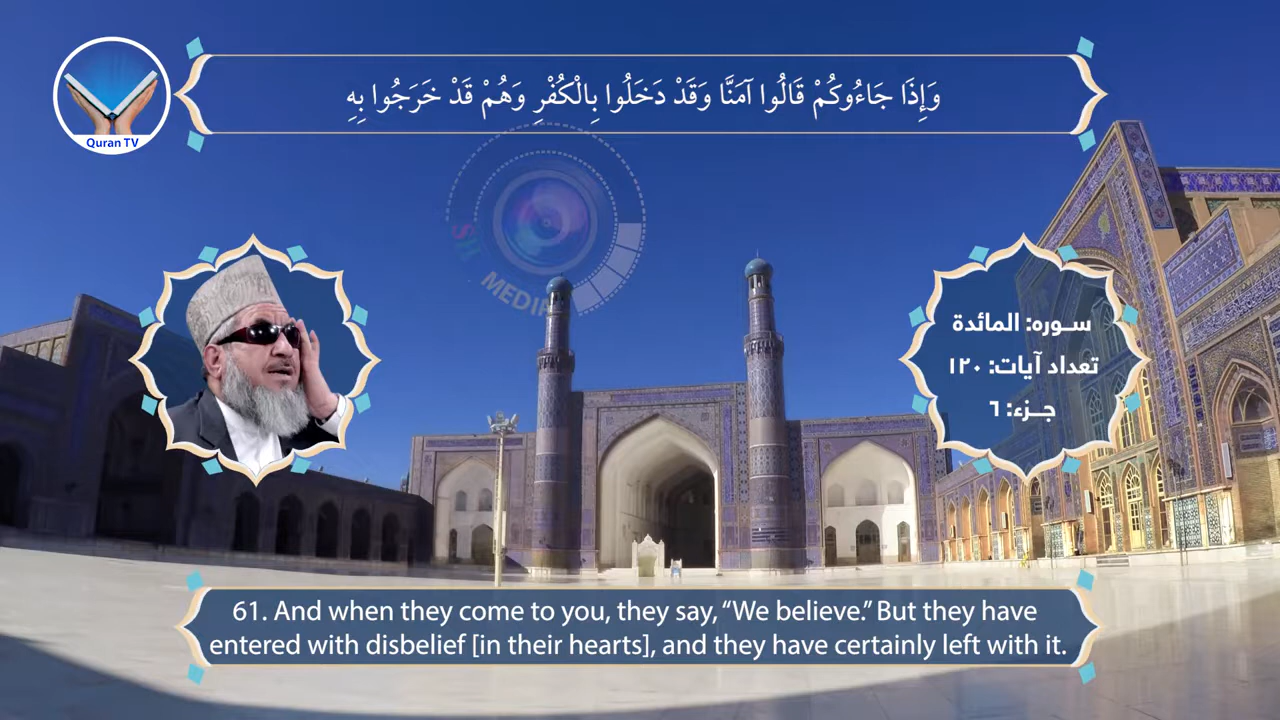 وَإِذَا جَاءُوكُمْ قَالُوا آمَنَّا وَقَدْ دَخَلُوا بِالْكُفْرِ وَهُمْ قَدْ خَرَجُوا بِهِ
Quran TV
MEDIA
سوره: المائدة
تعداد آیات: ١٢٠
جزء: ٦
61. And when they come to you, they say, “We believe.” But they have
entered with disbelief [in their hearts], and they have certainly left with it.